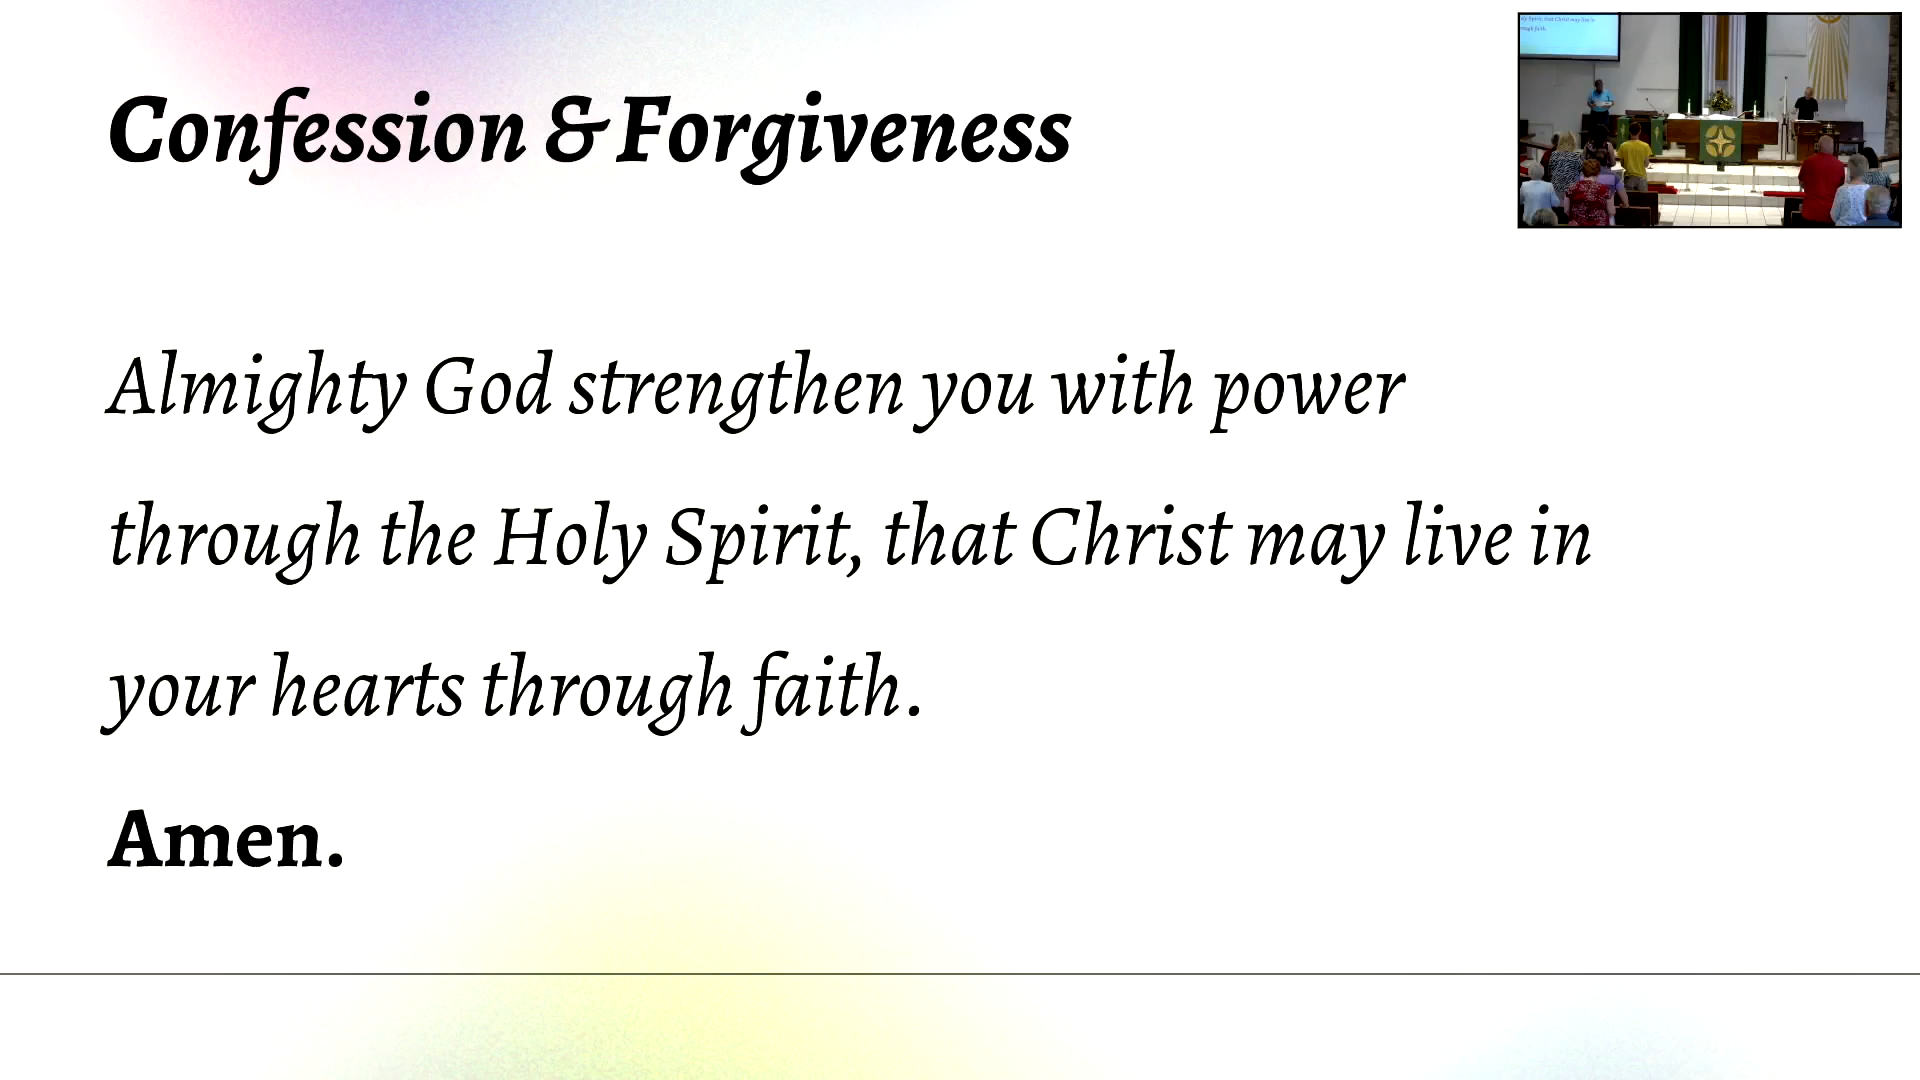 Confession & Forgiveness
Almighty God strengthen you with power
through the Holy Spirit, that Christ may live in
your hearts through faith.
Amen.